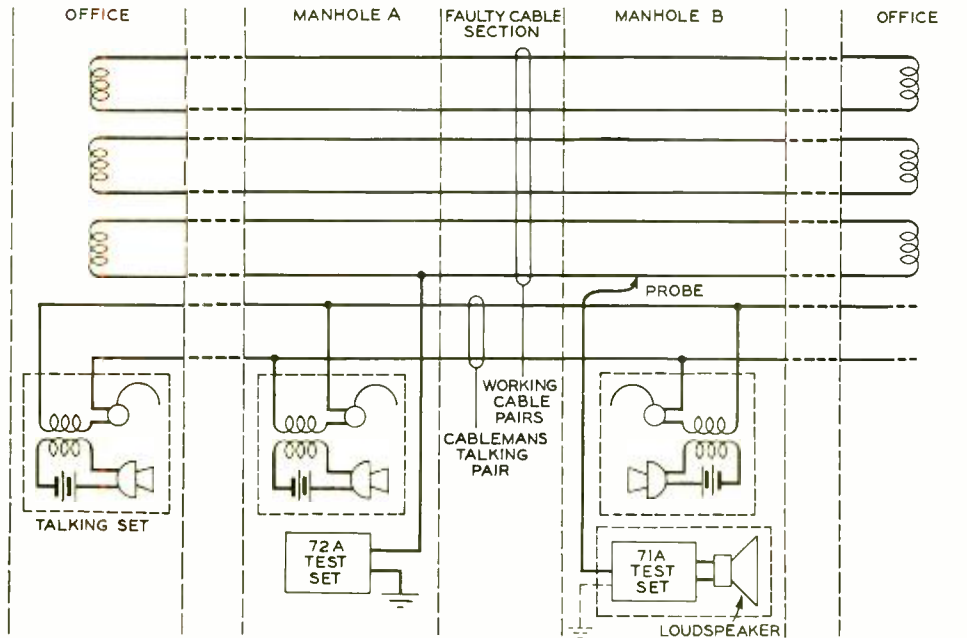 OFFICE
MANHOLE A
FAULTY CABLE
SECTION
MANHOLE B
OFFICE
PROBE
WORKING
CABLE
PAIRS
CABLEMANS
TALKING
PAIR
TALKING SET
72A
TEST
SET
71A
TEST
SET
LOUDSPEAKER